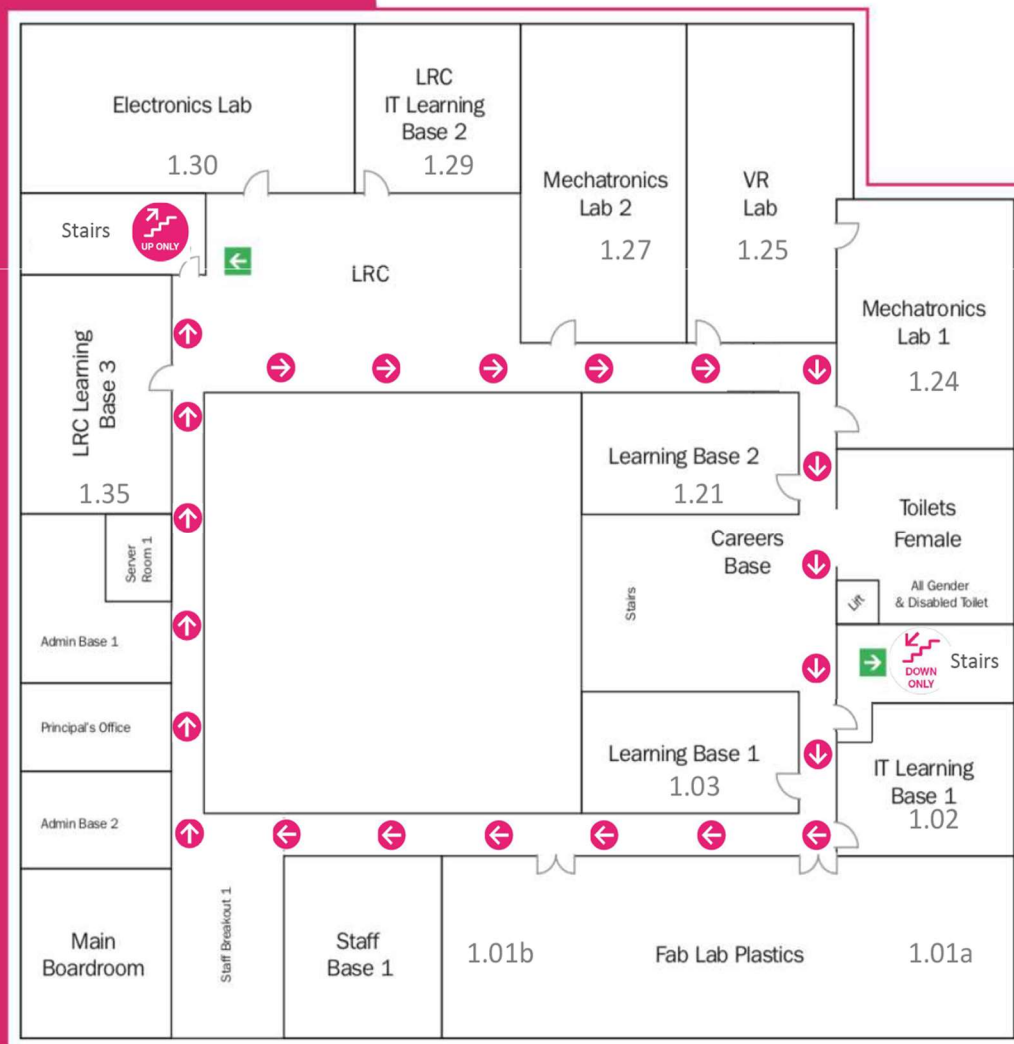 Electronics Lab
1.30
LRC
IT Learning
Base 2
1.29
Mechatronics
Lab 2
1.27
VR
Lab
1.25
Stairs
UP ONLY
LRC
Mechatronics
Lab 1
1.24
LRC Learning
Base 3
1.35
Learning Base 2
1.21
Toilets
Female
All Gender
& Disabled Toilet
Careers
Base
Stairs
Lift
Server
Room 1
Admin Base 1
DOWN
ONLY
Stairs
Principal's Office
Learning Base 1
1.03
IT Learning
Base 1
1.02
Admin Base 2
Main
Boardroom
Staff Breakout 1
Staff
Base 1
1.01b
Fab Lab Plastics
1.01a